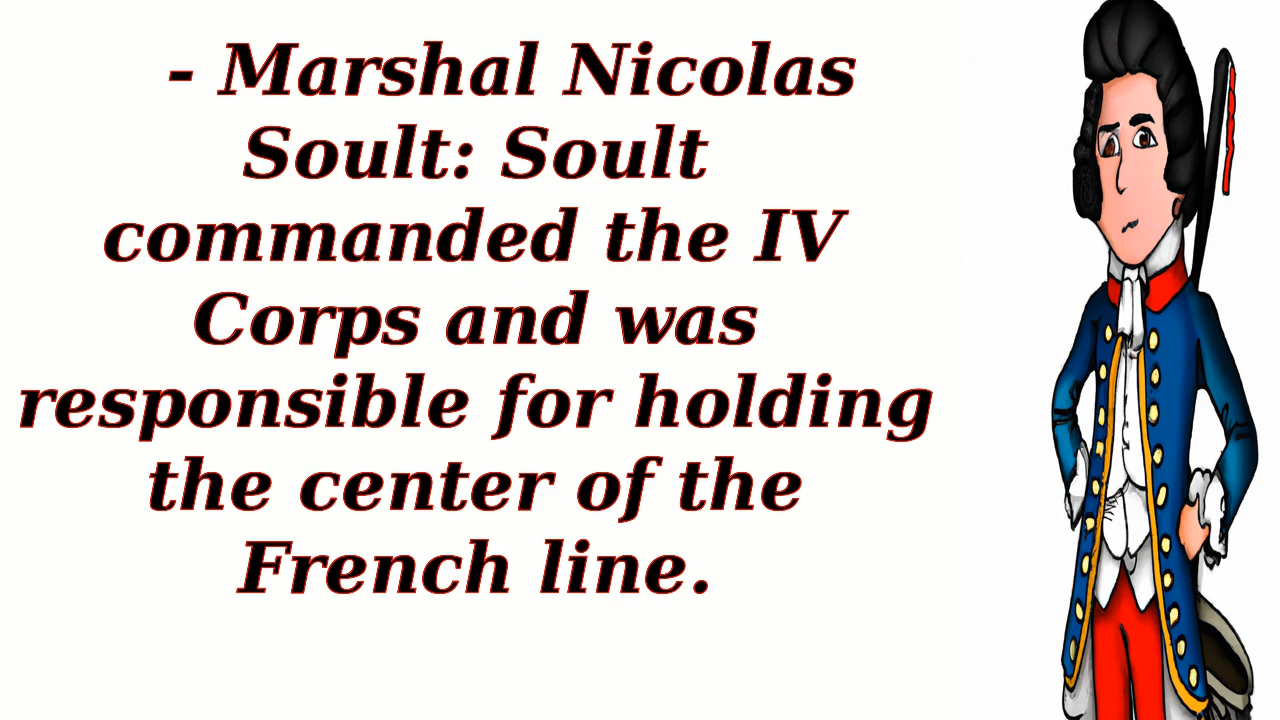 - Marshal Nicolas
Soult: Soult
commanded the IV
Corps and was
responsible for holding
the center of the
French line.